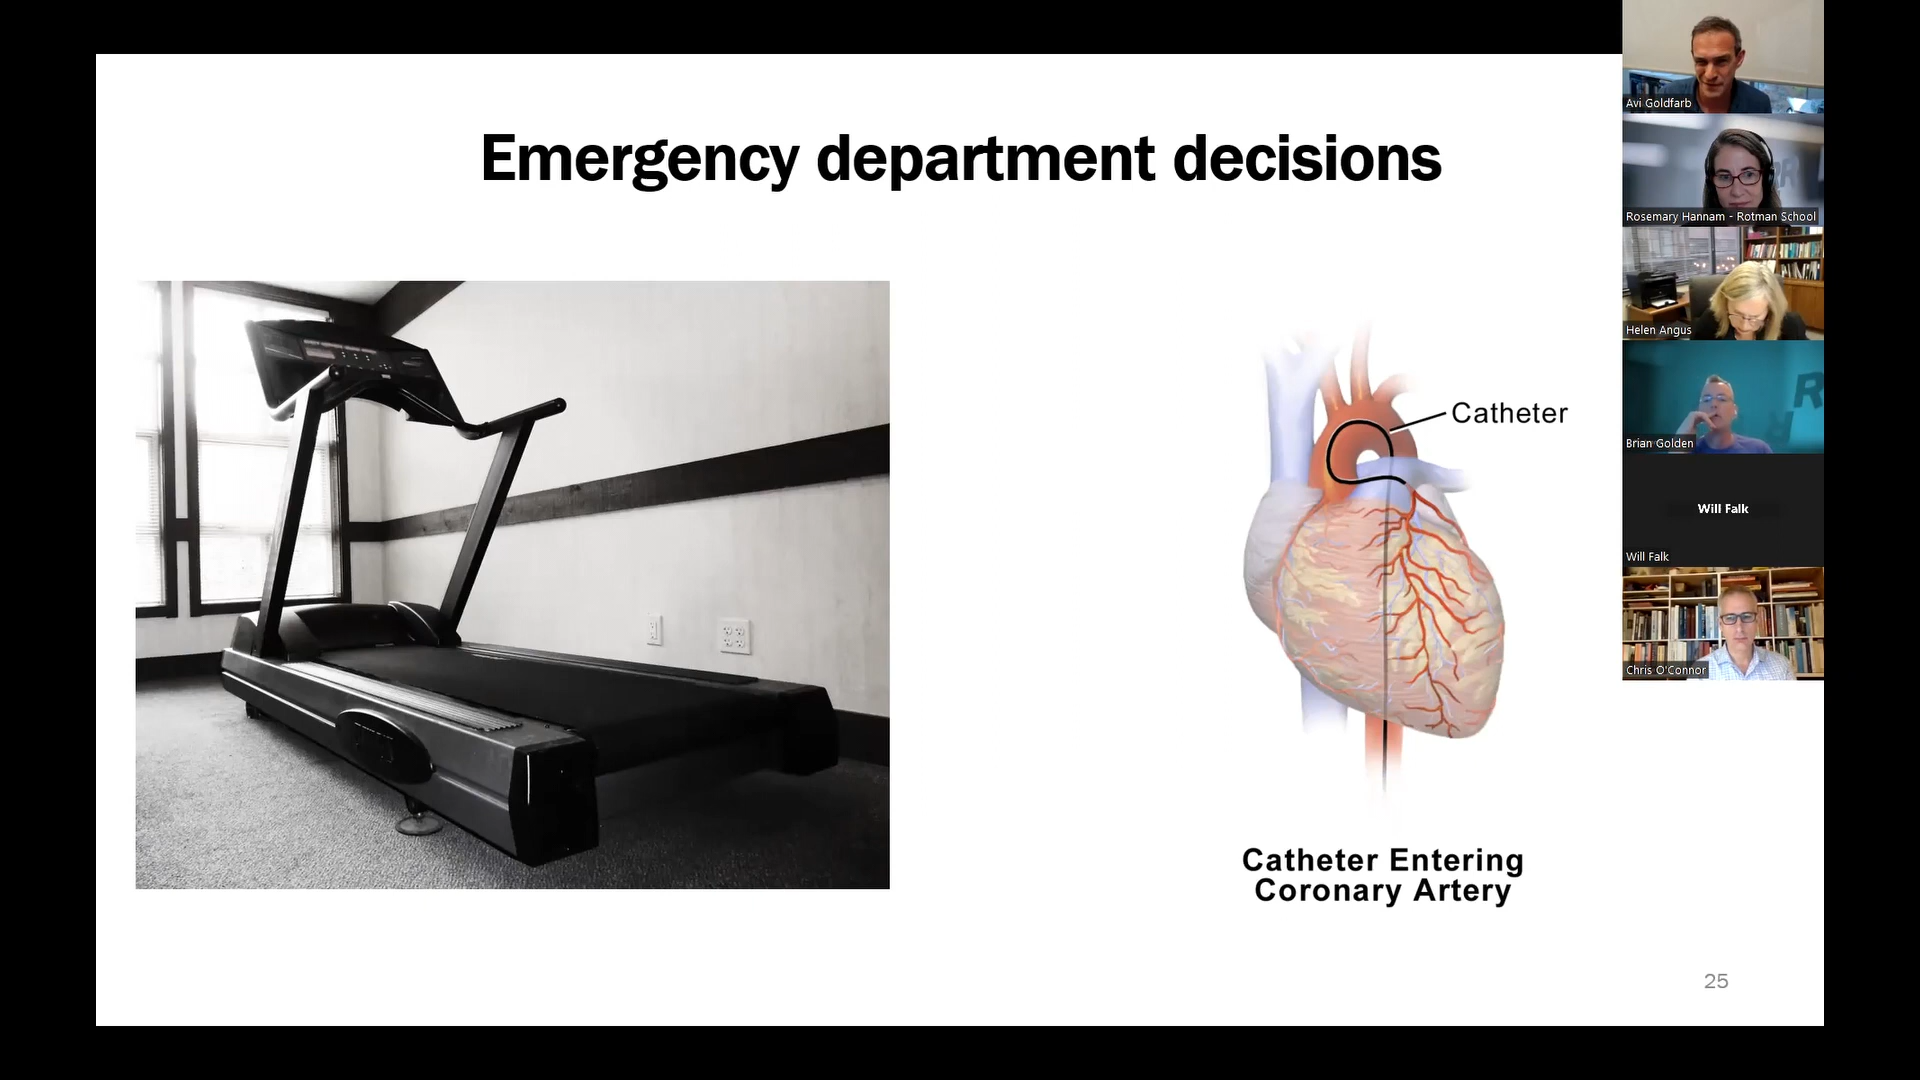 Emergency department decisions
Catheter
Catheter Entering
Coronary Artery
25
Avi Goldfarb
Rosemary Hannam - Rotman School
Helen Angus
Brian Golden
Will Falk
Will Falk
Chris O'Connor